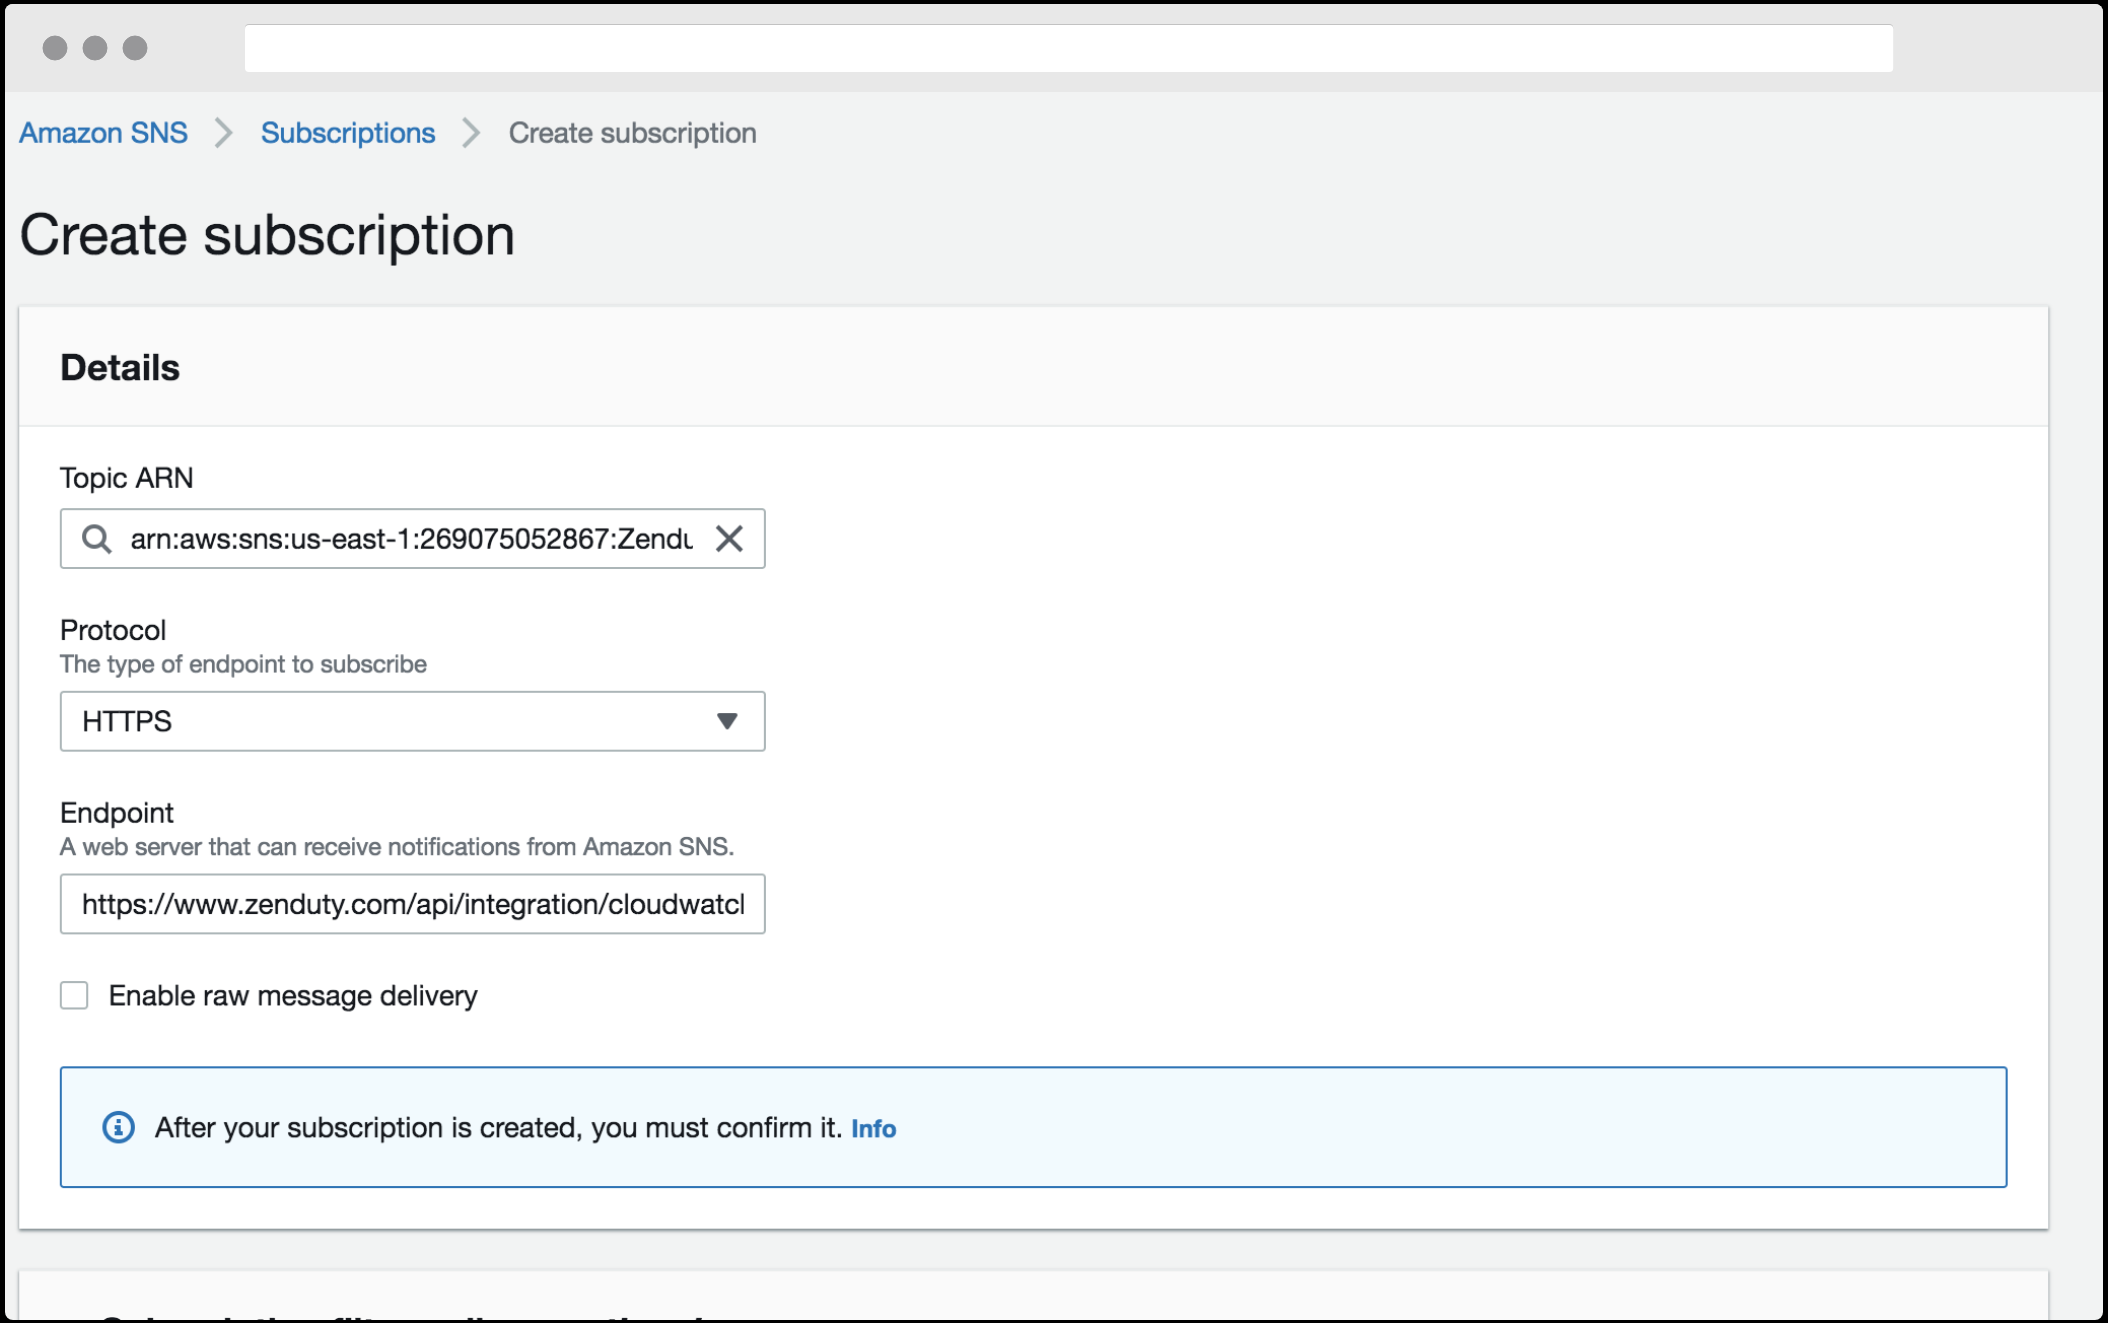 Amazon SNS > Subscriptions > Create subscription
Create subscription
Details
Topic ARN
arn:aws:sns:us-east-1:269075052867:Zendu
Protocol
The type of endpoint to subscribe
HTTPS
Endpoint
A web server that can receive notifications from Amazon SNS.
https://www.zenduty.com/api/integration/cloudwatc
Enable raw message delivery
After your subscription is created, you must confirm it. Info